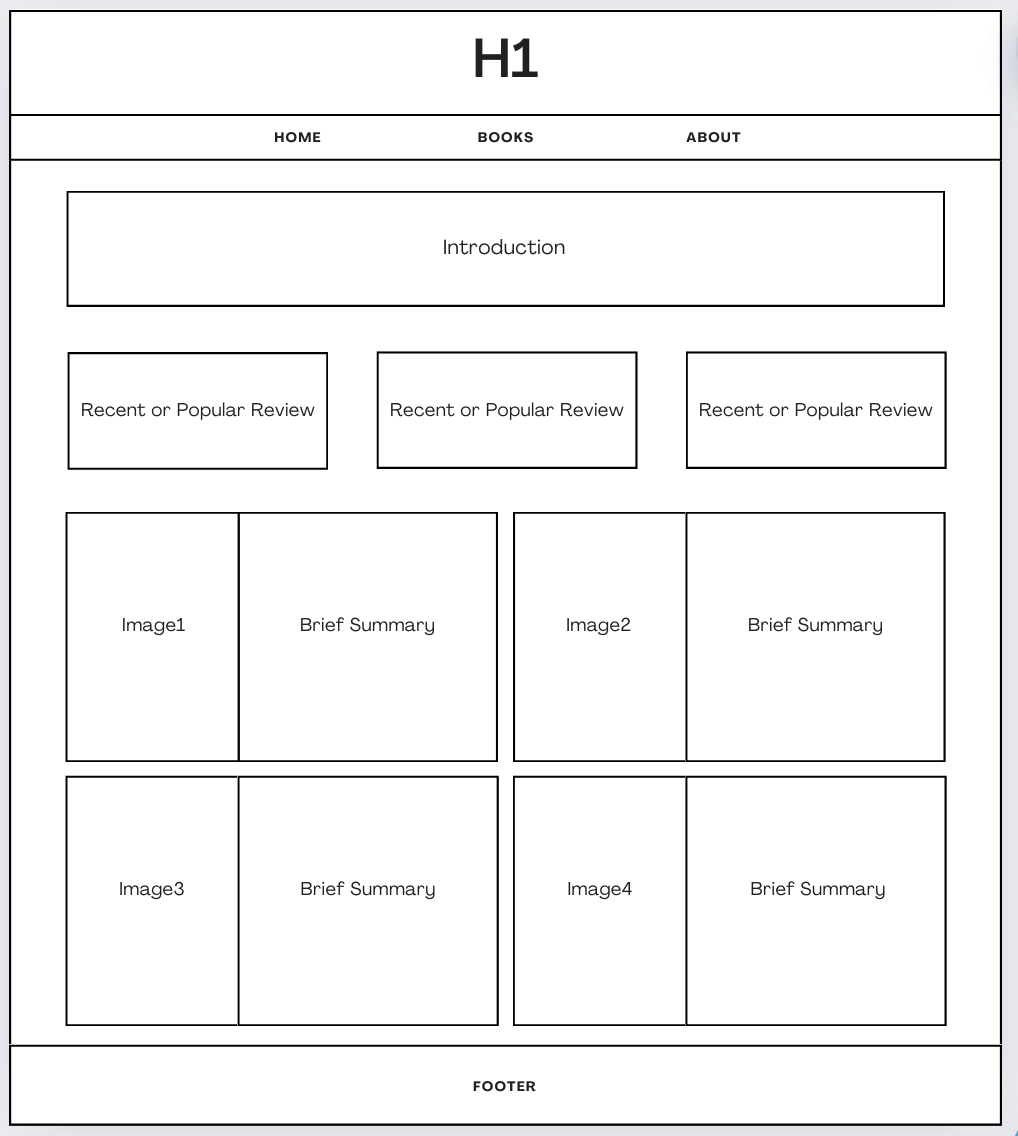 H1
HOME
BOOKS
ABOUT
Introduction
Recent or Popular Review
Recent or Popular Review
Recent or Popular Review
Image1
Brief Summary
Image2
Brief Summary
Image3
Brief Summary
Image4
Brief Summary
FOOTER